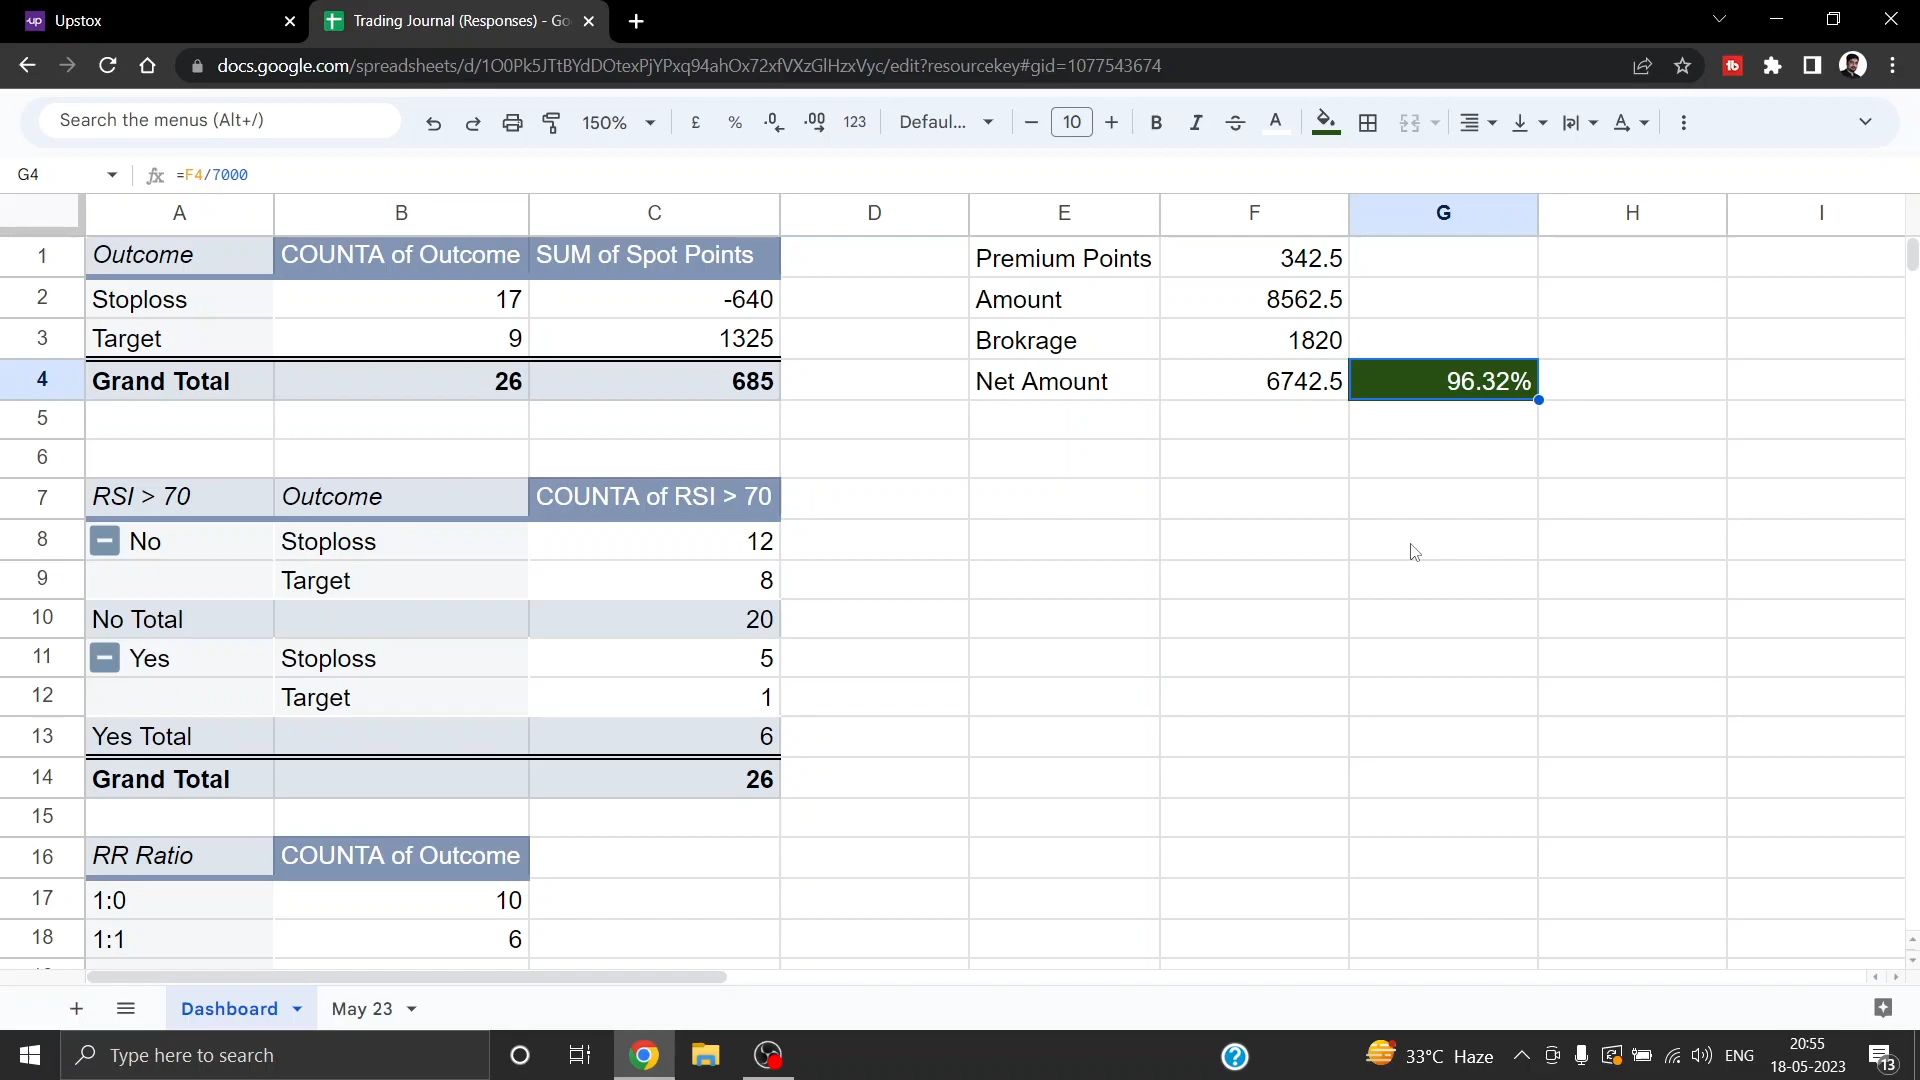 Upstox
Trading Journal (Responses) - Go
docs.google.com/spreadsheets/d/1O0Pk5JTtBYdDOtexPjYPxq94ahOx72xfVXzGlHzxVyc/edit?resourcekey#gid=1077543674
Search the menus (Alt+/)
150%
£ % .0 .00 123
Defaul...
10
B I A
G4
fx =F4/7000
A B C D E F G H I
1 Outcome COUNTA of Outcome SUM of Spot Points Premium Points 342.5
2 Stoploss 17 -640 Amount 8562.5
3 Target 9 1325 Brokrage 1820
4 Grand Total 26 685 Net Amount 6742.5 96.32%
5
6
7 RSI > 70 Outcome COUNTA of RSI > 70
8 No Stoploss 12
9 Target 8
10 No Total 20
11 Yes Stoploss 5
12 Target 1
13 Yes Total 6
14 Grand Total 26
15
16 RR Ratio COUNTA of Outcome
17 1:0 10
18 1:1 6
Dashboard May 23
Type here to search
33°C Haze
ENG
20:55
18-05-2023
13